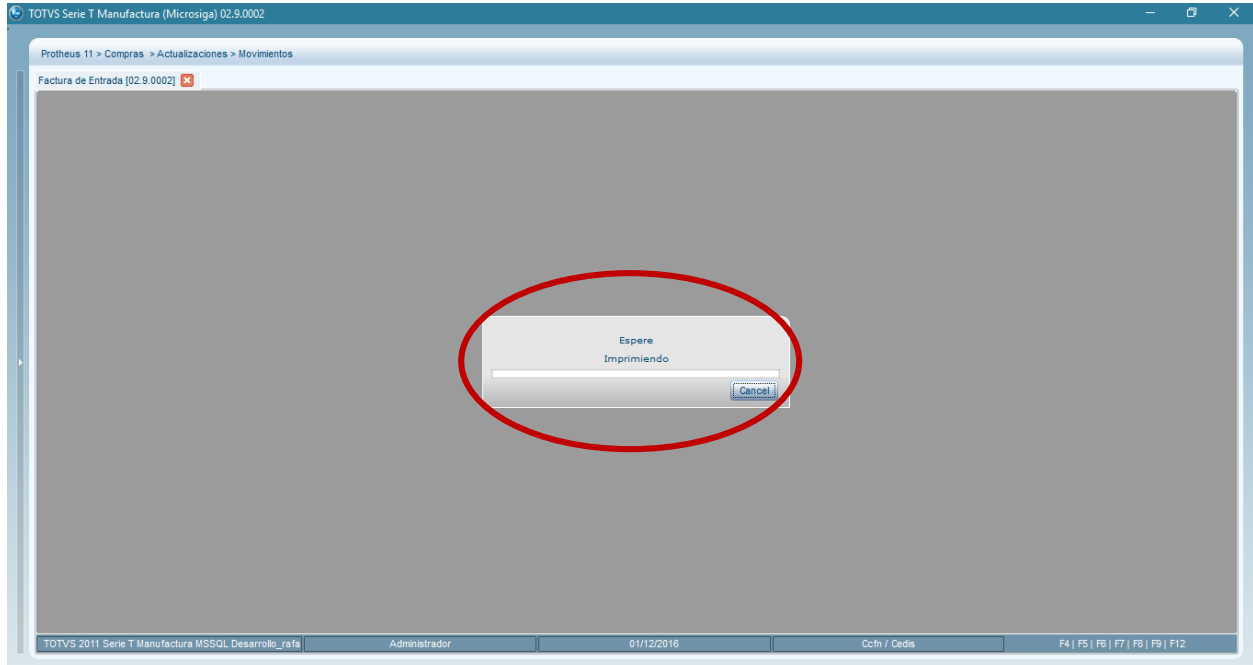 TOTVS Serie T Manufactura (Microsiga) 02.9.0002
Protheus 11 > Compras > Actualizaciones > Movimientos
Factura de Entrada [02.9.0002]
Espere
Imprimiendo
Cancel
TOTVS 2011 Serie T Manufactura MSSQL Desarrollo_rafa
Administrador
01/12/2016
Ccfn / Cedis
F4 | F5 | F6 | F7 | F8 | F9 | F12